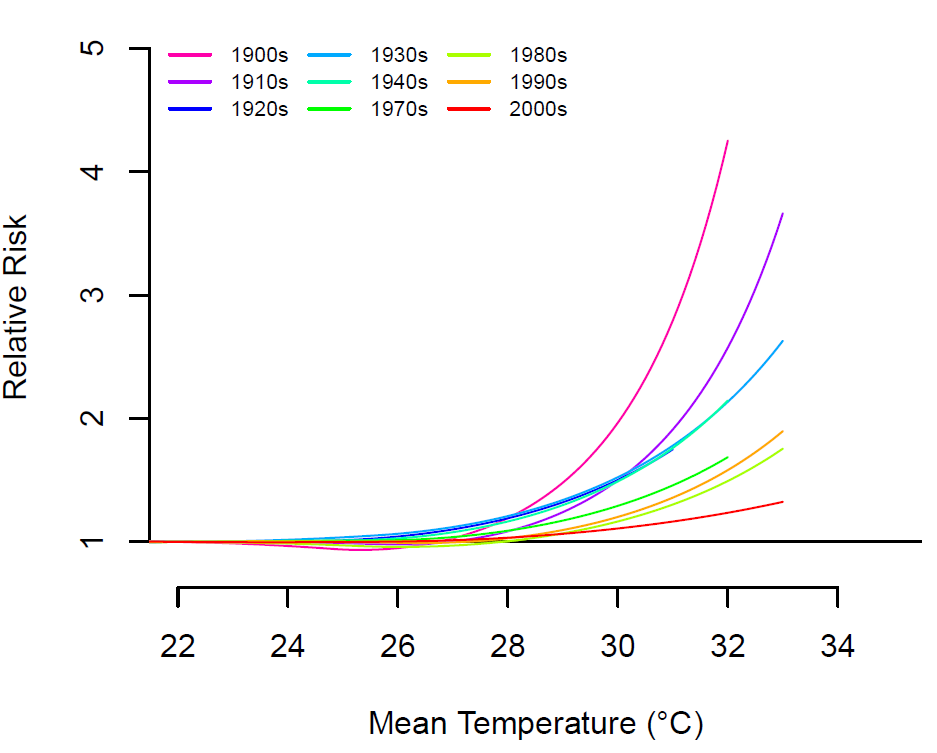 5
4
3
2
1
Relative Risk
1900s 1930s 1980s
1910s 1940s 1990s
1920s 1970s 2000s
22 24 26 28 30 32 34
Mean Temperature (°C)